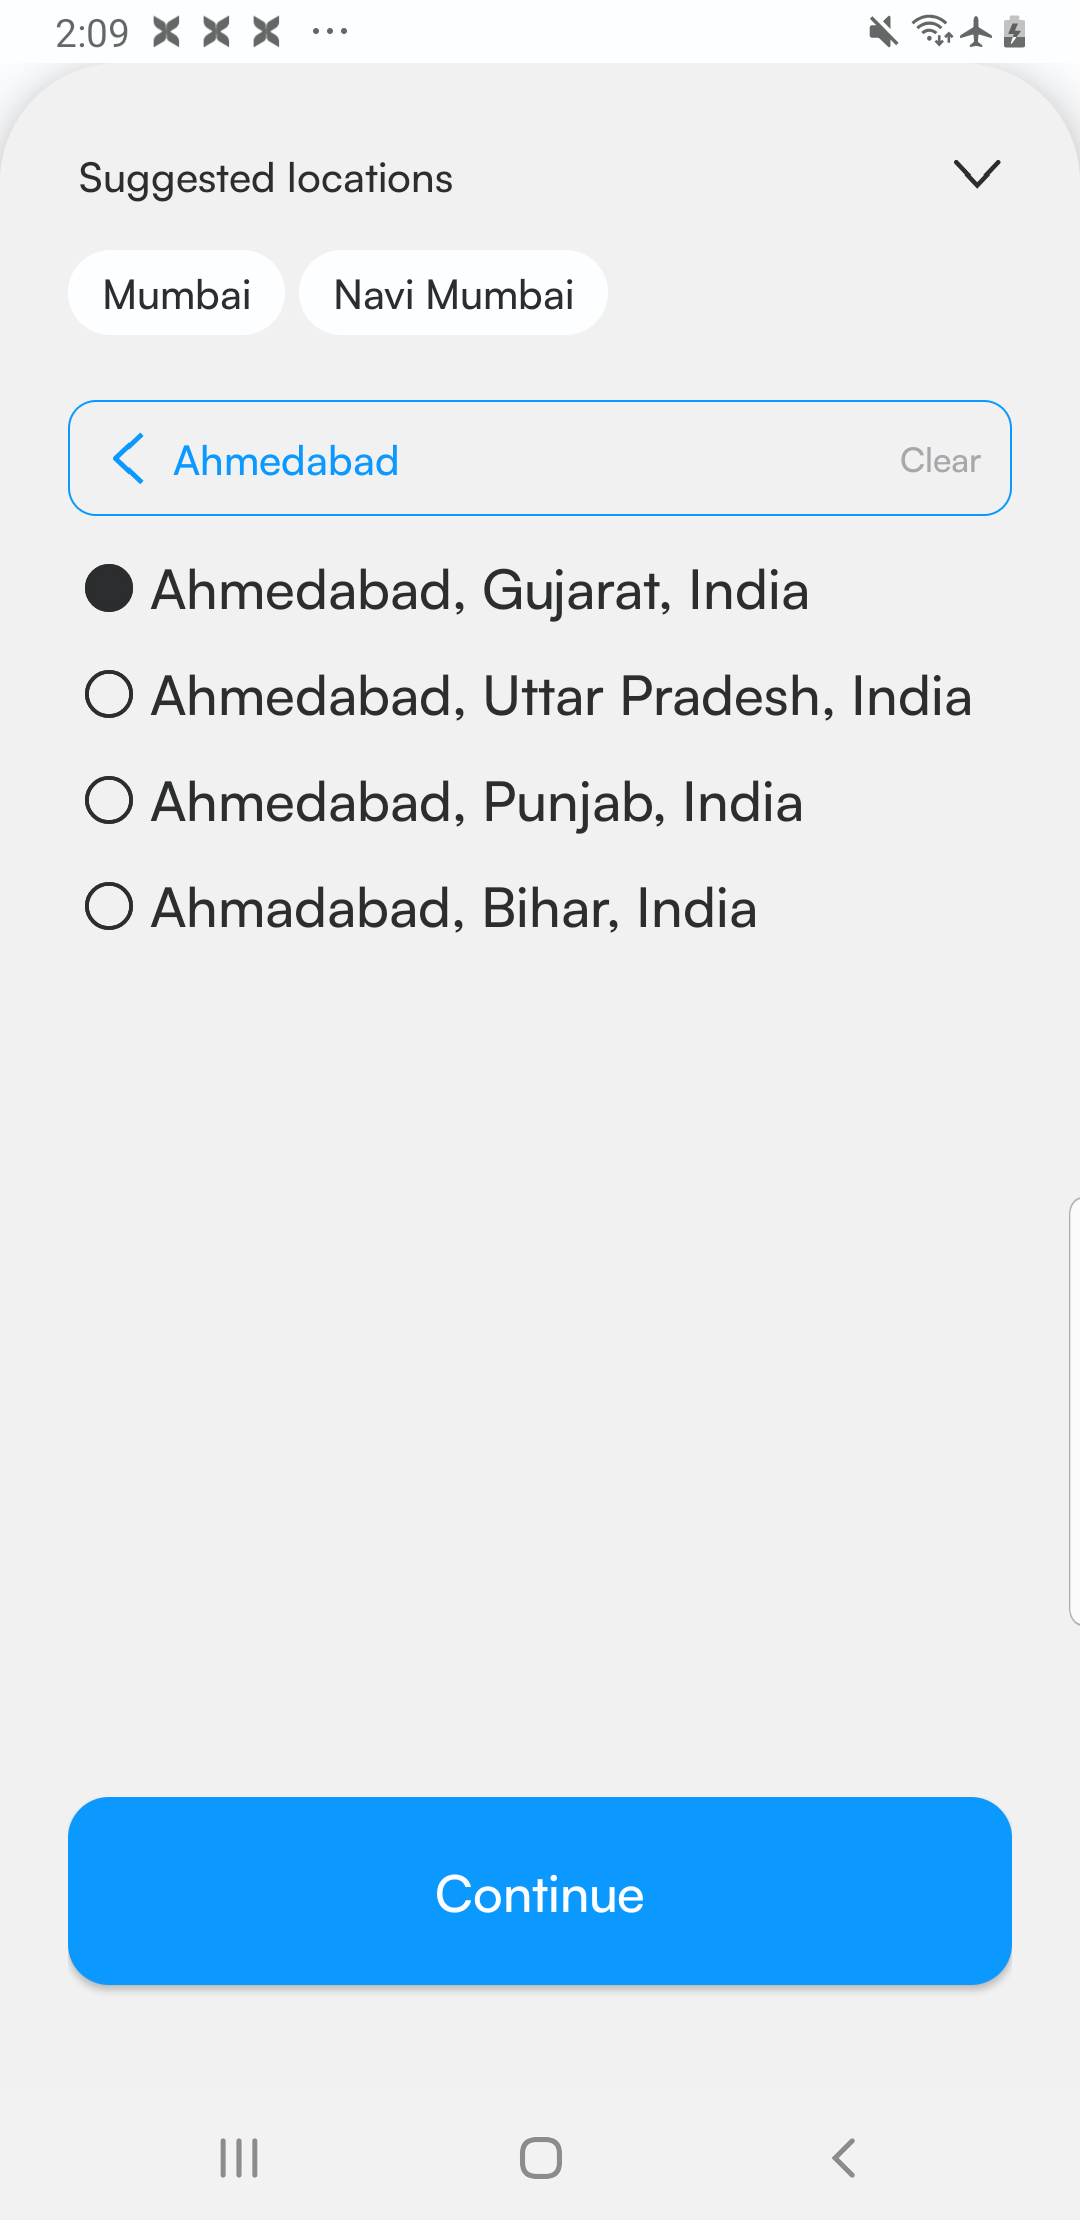 2:09
Suggested locations
Mumbai Navi Mumbai
Ahmedabad Clear
Ahmedabad, Gujarat, India
Ahmedabad, Uttar Pradesh, India
Ahmedabad, Punjab, India
Ahmadabad, Bihar, India
Continue